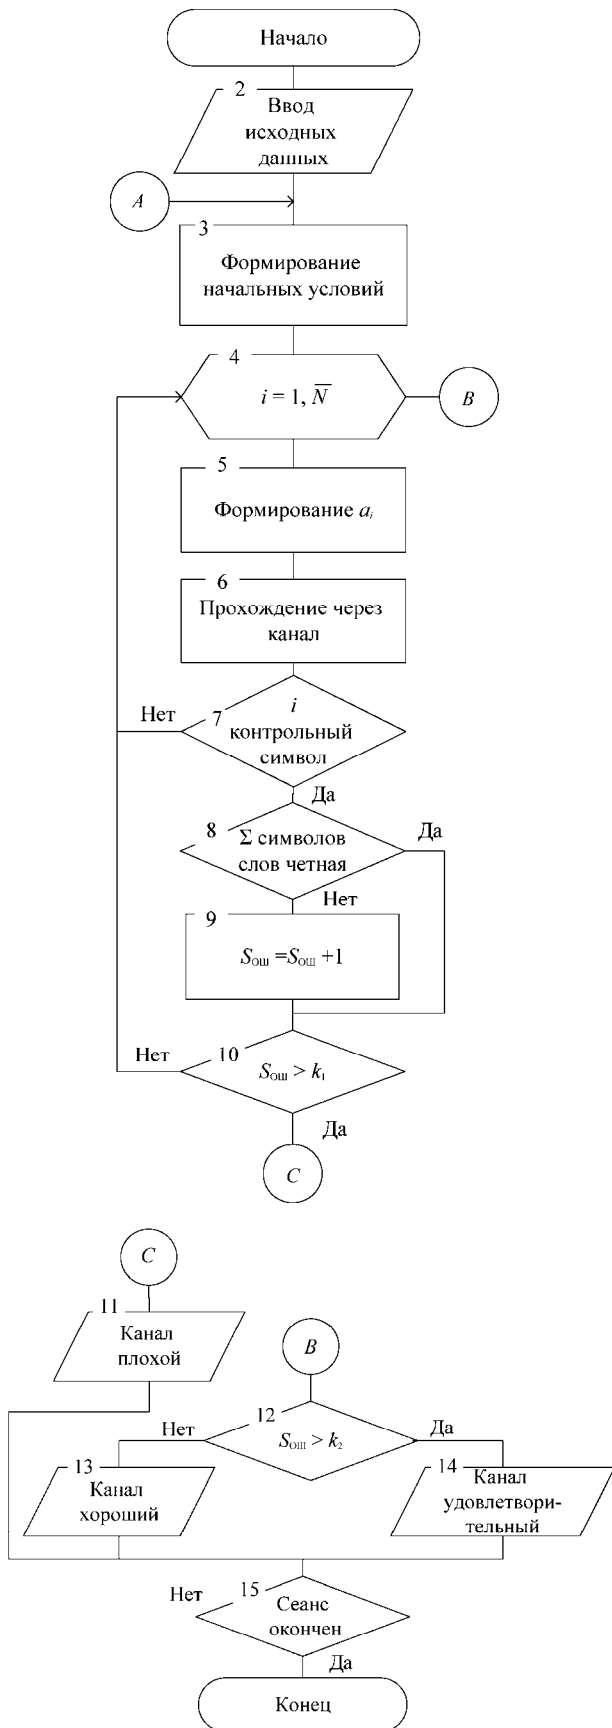 Начало
2
Ввод
исходных
данных
A
3
Формирование
начальных условий
4
i = 1, N̅
B
5
Формирование aᵢ
6
Прохождение через
канал
Нет
7
i
контрольный
символ
Да
8
Σ символов
слов четная
Да
Нет
9
Sош =Sош +1
Нет
10
Sош > k₁
Да
C
C
11
Канал
плохой
B
12
Нет
Sош > k₂
Да
13
Канал
хороший
14
Канал
удовлетвори-
тельный
Нет
15
Сеанс
окончен
Да
Конец